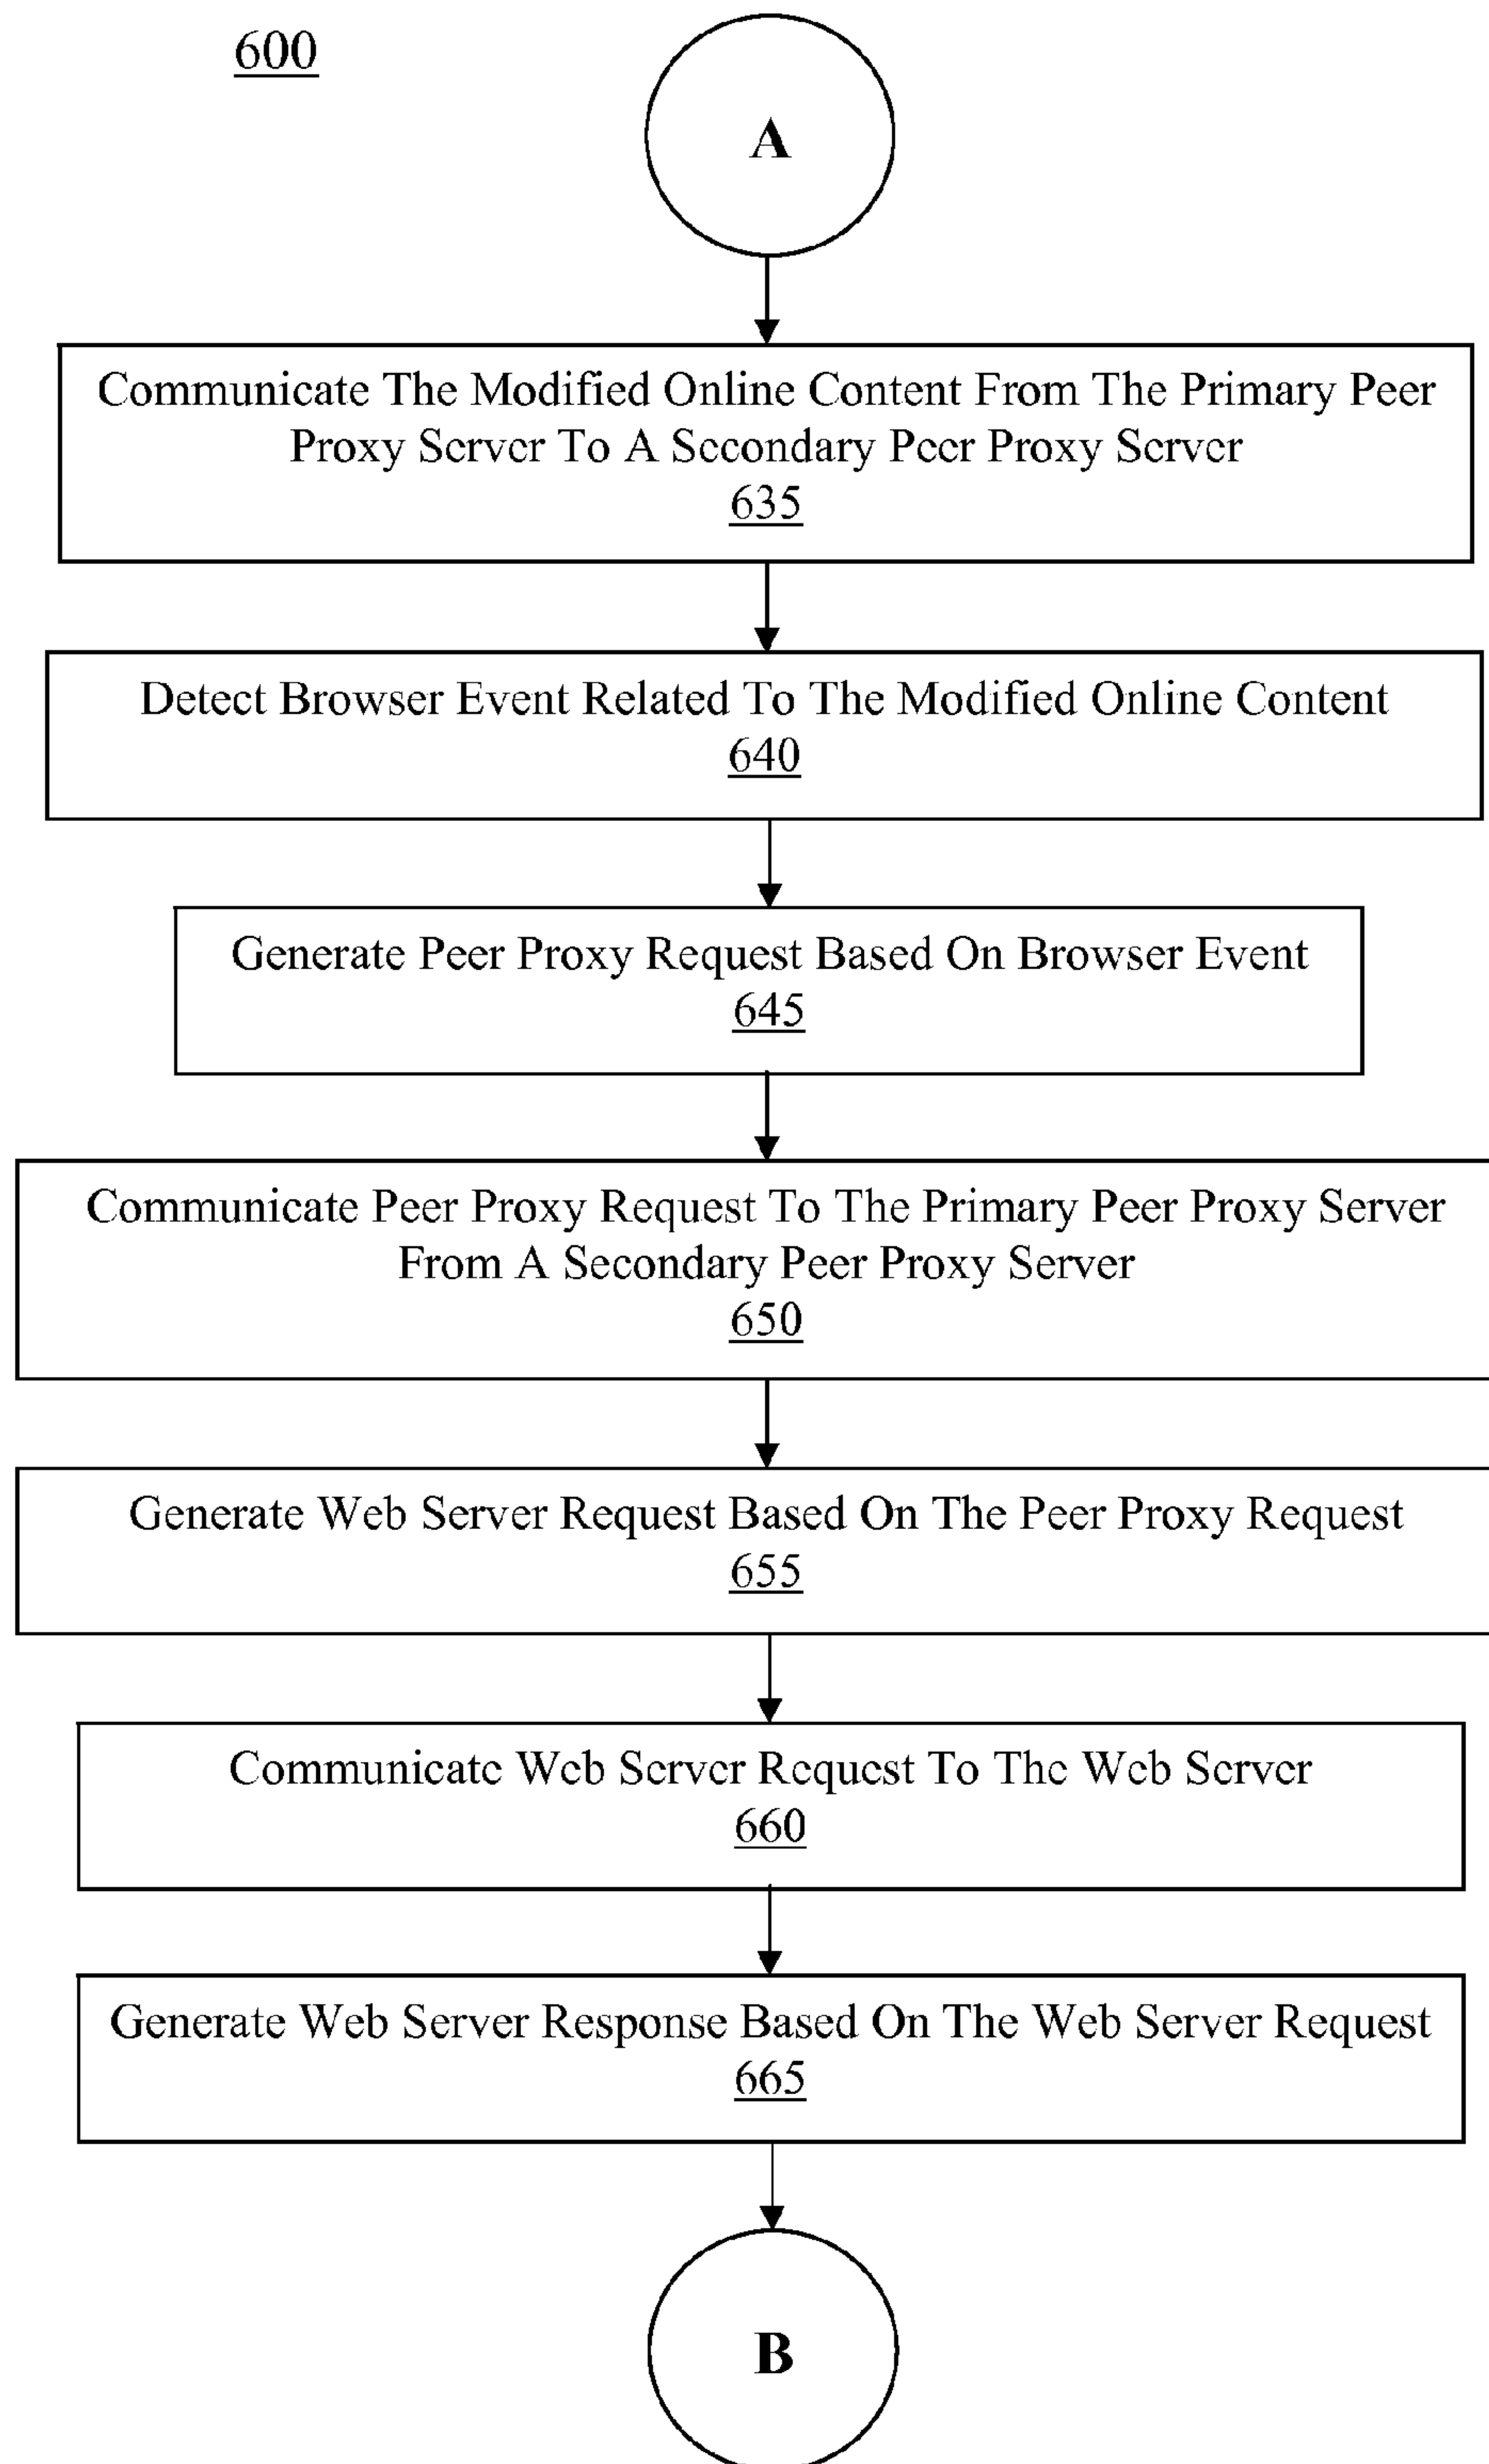 600
A
Communicate The Modified Online Content From The Primary Peer
Proxy Server To A Secondary Peer Proxy Server
635
Detect Browser Event Related To The Modified Online Content
640
Generate Peer Proxy Request Based On Browser Event
645
Communicate Peer Proxy Request To The Primary Peer Proxy Server
From A Secondary Peer Proxy Server
650
Generate Web Server Request Based On The Peer Proxy Request
655
Communicate Web Server Request To The Web Server
660
Generate Web Server Response Based On The Web Server Request
665
B